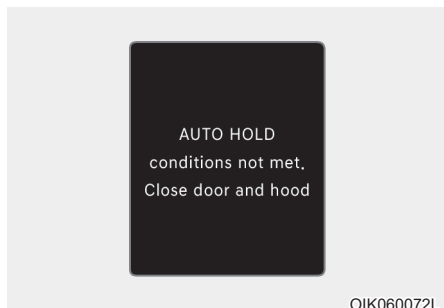 AUTO HOLD
conditions not met.
Close door and hood
OIK060072L